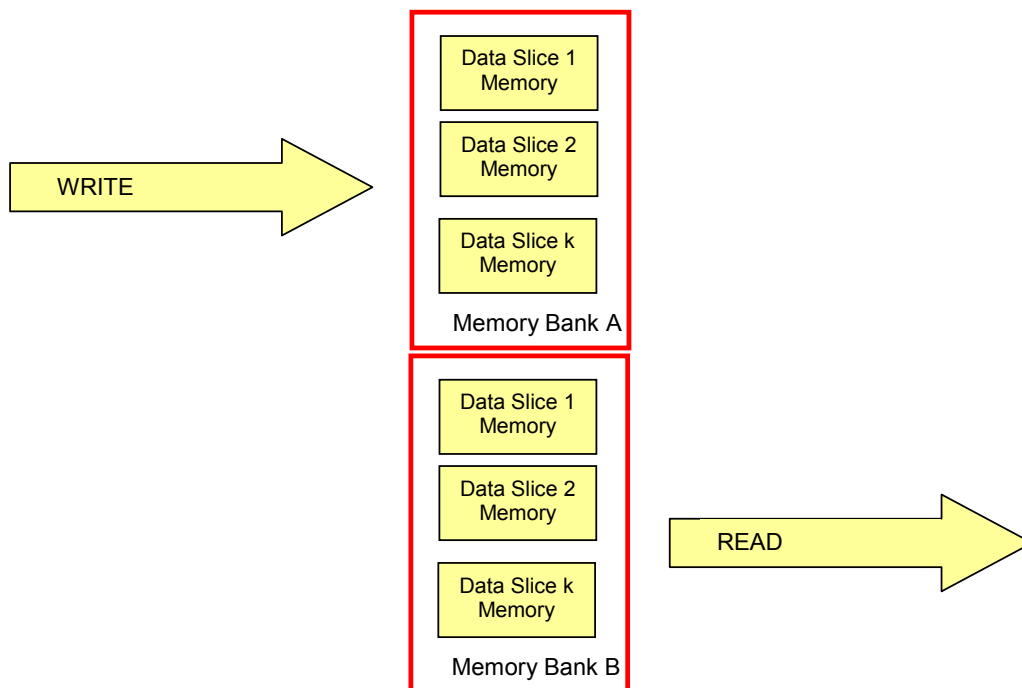 Data Slice 1
Memory
Data Slice 2
Memory
WRITE
Data Slice k
Memory
Memory Bank A
Data Slice 1
Memory
Data Slice 2
Memory
READ
Data Slice k
Memory
Memory Bank B